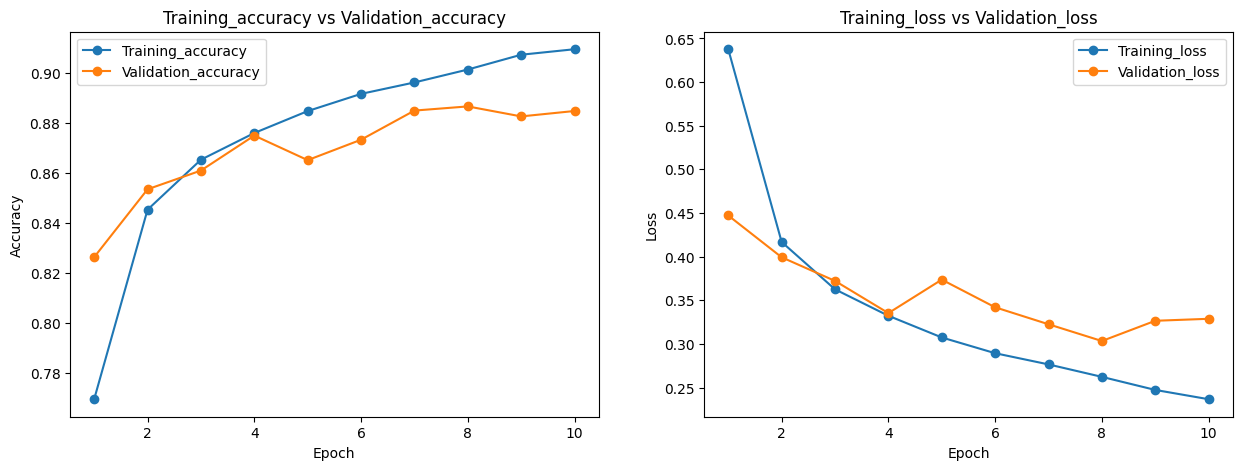 Training_accuracy vs Validation_accuracy
Training_accuracy
Validation_accuracy
0.90
0.88
0.86
0.84
0.82
0.80
0.78
Accuracy
2 4 6 8 10
Epoch
Training_loss vs Validation_loss
Training_loss
Validation_loss
0.65
0.60
0.55
0.50
0.45
0.40
0.35
0.30
0.25
Loss
2 4 6 8 10
Epoch